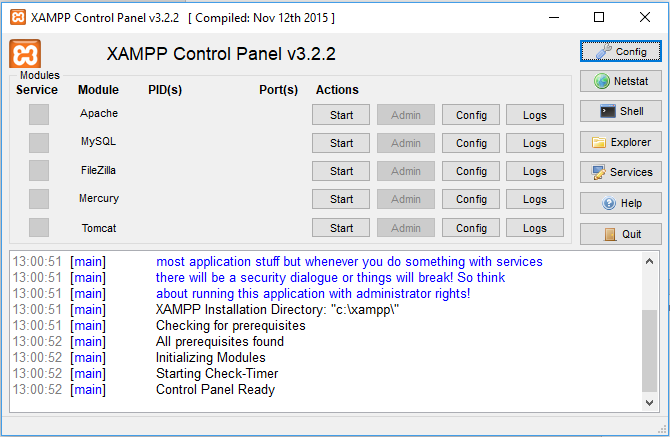 XAMPP Control Panel v3.2.2 [ Compiled: Nov 12th 2015 ]
XAMPP Control Panel v3.2.2
Config
Modules
Service Module PID(s) Port(s) Actions
Netstat
Apache Start Admin Config Logs
Shell
MySQL Start Admin Config Logs
Explorer
FileZilla Start Admin Config Logs
Services
Mercury Start Admin Config Logs
Help
Tomcat Start Admin Config Logs
Quit
13:00:51 [main] most application stuff but whenever you do something with services
13:00:51 [main] there will be a security dialogue or things will break! So think
13:00:51 [main] about running this application with administrator rights!
13:00:51 [main] XAMPP Installation Directory: "c:\xampp\"
13:00:51 [main] Checking for prerequisites
13:00:52 [main] All prerequisites found
13:00:52 [main] Initializing Modules
13:00:52 [main] Starting Check-Timer
13:00:52 [main] Control Panel Ready